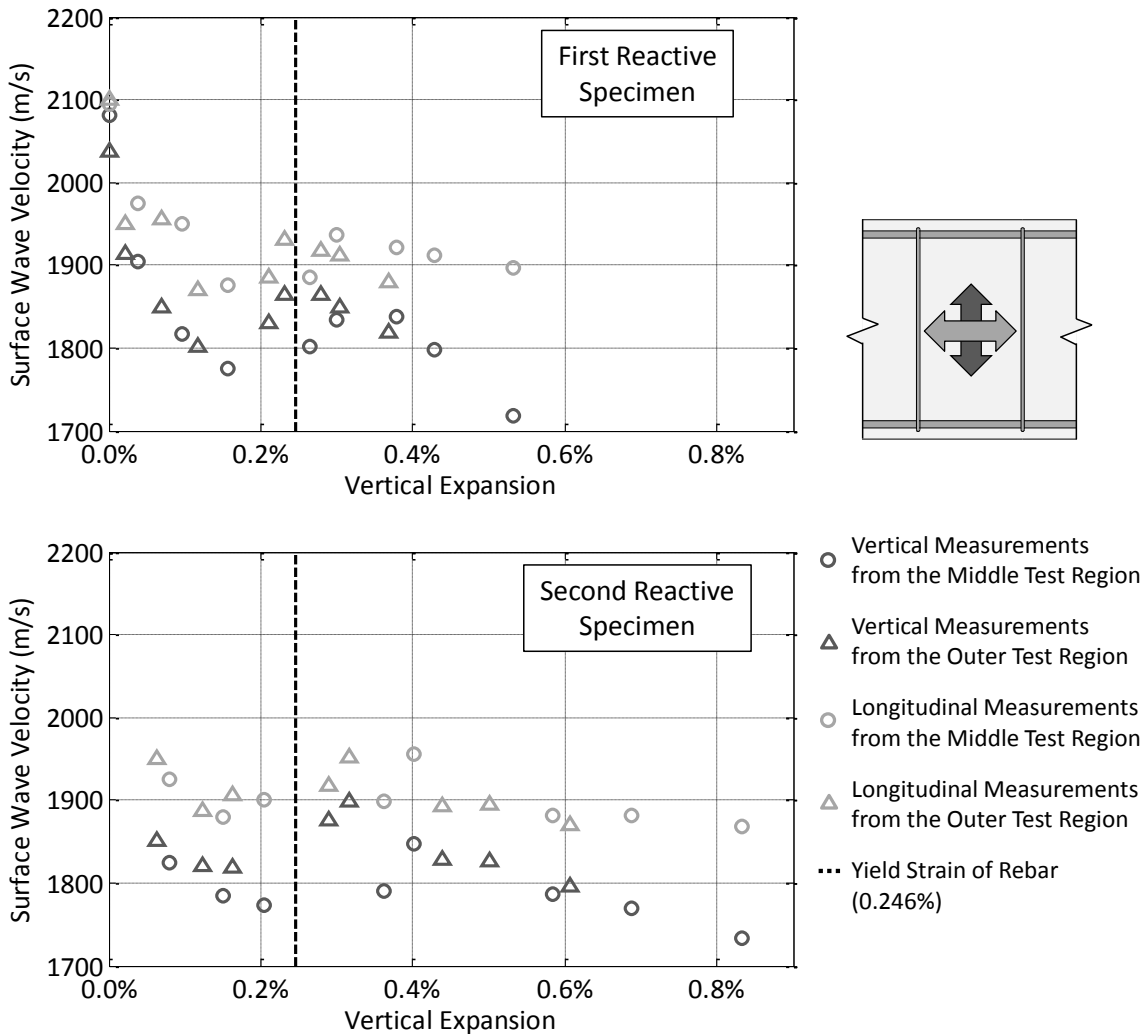 2200
2100
2000
1900
1800
1700
Surface Wave Velocity (m/s)
First Reactive
Specimen
0.0%
0.2%
0.4%
0.6%
0.8%
Vertical Expansion
2200
2100
2000
1900
1800
1700
Surface Wave Velocity (m/s)
Second Reactive
Specimen
0.0%
0.2%
0.4%
0.6%
0.8%
Vertical Expansion
Vertical Measurements
from the Middle Test Region
Vertical Measurements
from the Outer Test Region
Longitudinal Measurements
from the Middle Test Region
Longitudinal Measurements
from the Outer Test Region
Yield Strain of Rebar
(0.246%)